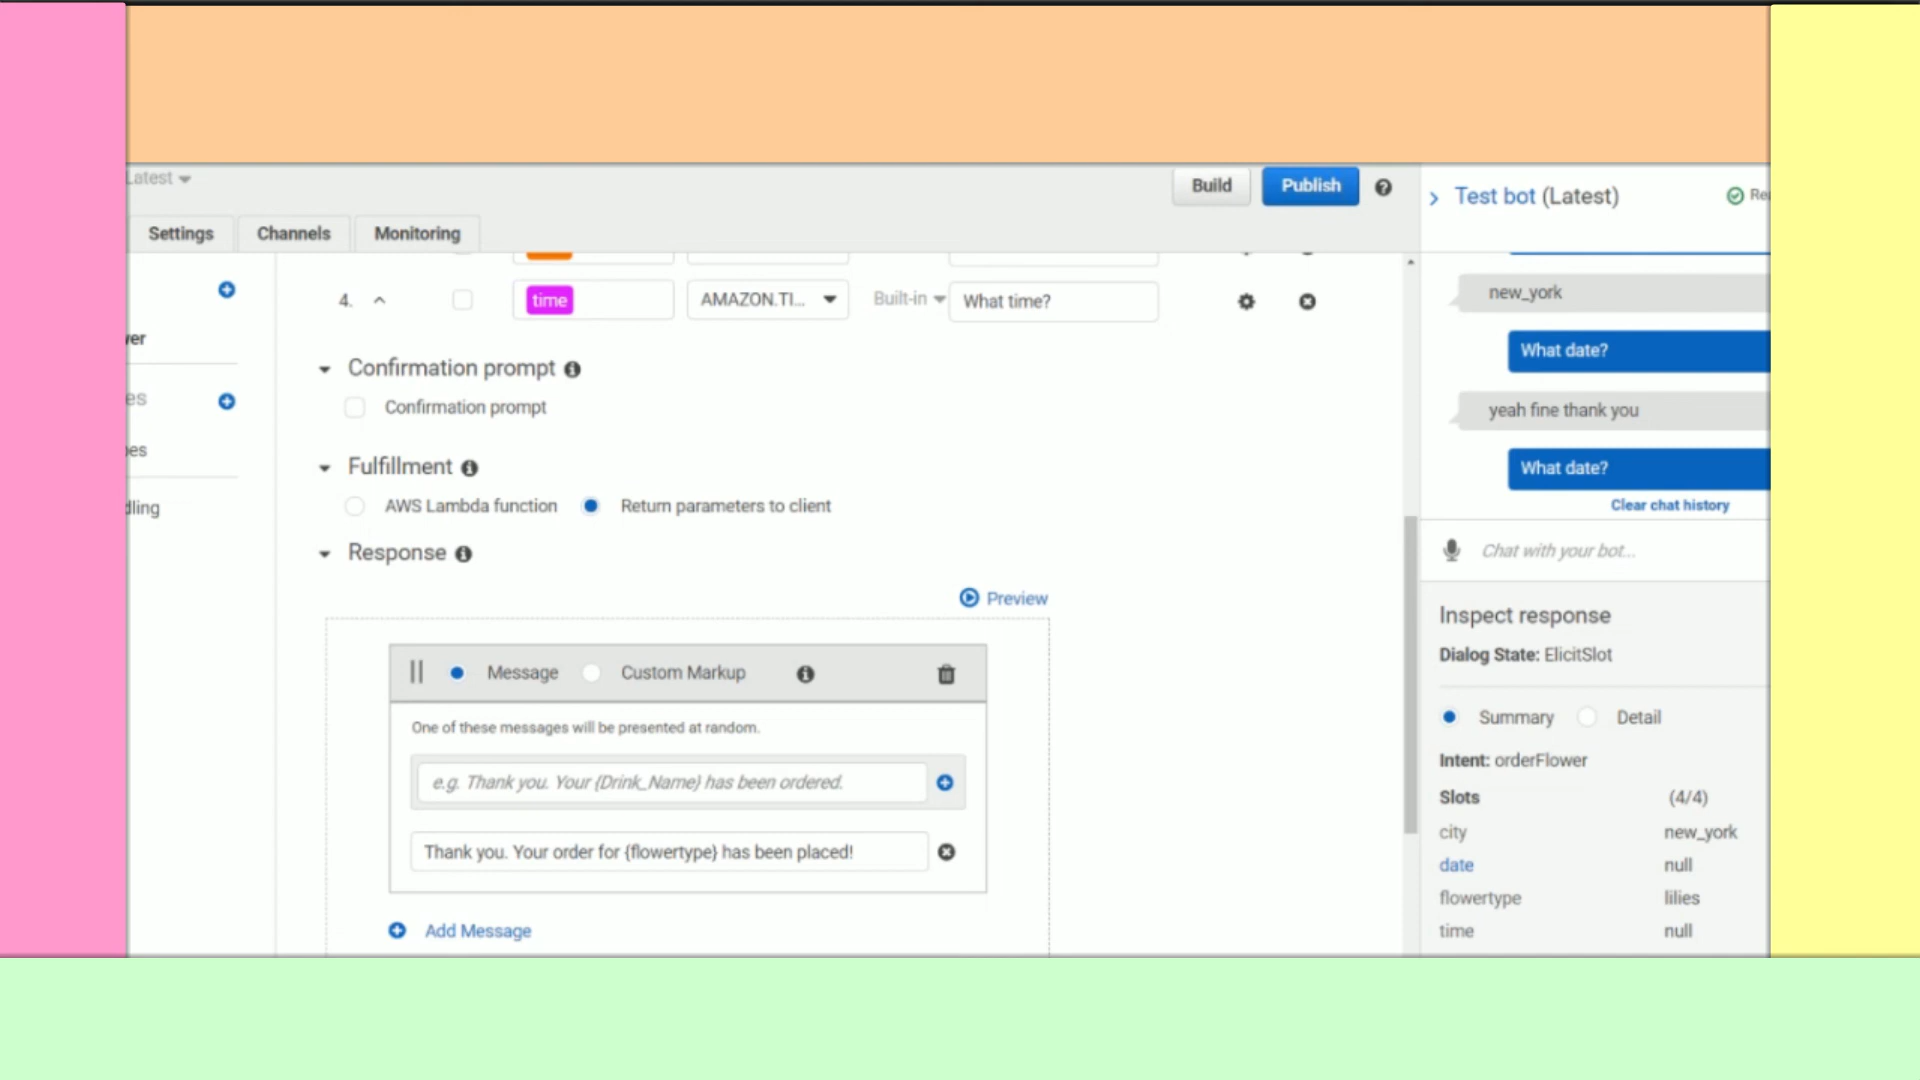 Latest
Build
Publish
Test bot (Latest)
Settings
Channels
Monitoring
4.
time
AMAZON.TI...
Built-in
What time?
Confirmation prompt
Confirmation prompt
Fulfillment
AWS Lambda function
Return parameters to client
Response
Preview
Message
Custom Markup
One of these messages will be presented at random.
e.g. Thank you. Your {Drink_Name} has been ordered.
Thank you. Your order for {flowertype} has been placed!
Add Message
new_york
What date?
yeah fine thank you
What date?
Clear chat history
Chat with your bot...
Inspect response
Dialog State: ElicitSlot
Summary
Detail
Intent: orderFlower
Slots (4/4)
city new_york
date null
flowertype lilies
time null